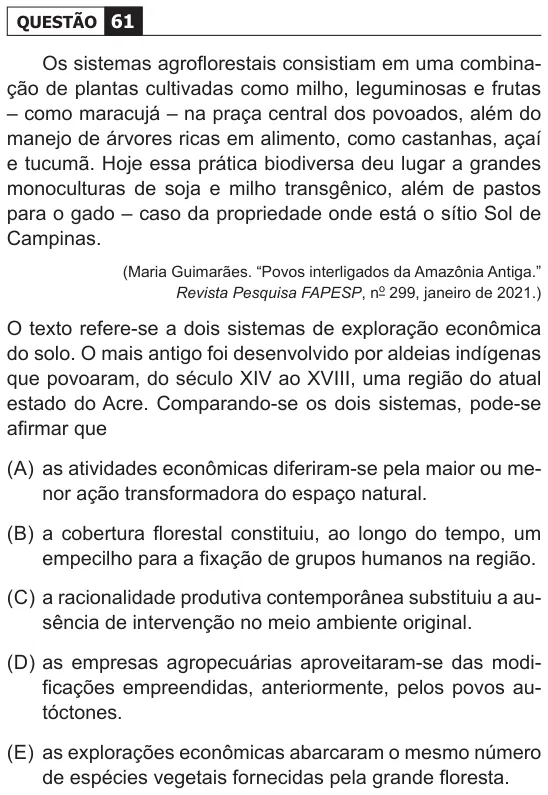 QUESTÃO 61
Os sistemas agroflorestais consistiam em uma combina-
ção de plantas cultivadas como milho, leguminosas e frutas
– como maracujá – na praça central dos povoados, além do
manejo de árvores ricas em alimento, como castanhas, açaí
e tucumã. Hoje essa prática biodiversa deu lugar a grandes
monoculturas de soja e milho transgênico, além de pastos
para o gado – caso da propriedade onde está o sítio Sol de
Campinas.
(Maria Guimarães. “Povos interligados da Amazônia Antiga.”
Revista Pesquisa FAPESP, nº 299, janeiro de 2021.)
O texto refere-se a dois sistemas de exploração econômica
do solo. O mais antigo foi desenvolvido por aldeias indígenas
que povoaram, do século XIV ao XVIII, uma região do atual
estado do Acre. Comparando-se os dois sistemas, pode-se
afirmar que
(A) as atividades econômicas diferiram-se pela maior ou me-
nor ação transformadora do espaço natural.
(B) a cobertura florestal constituiu, ao longo do tempo, um
empecilho para a fixação de grupos humanos na região.
(C) a racionalidade produtiva contemporânea substituiu a au-
sência de intervenção no meio ambiente original.
(D) as empresas agropecuárias aproveitaram-se das modi-
ficações empreendidas, anteriormente, pelos povos au-
tóctones.
(E) as explorações econômicas abarcaram o mesmo número
de espécies vegetais fornecidas pela grande floresta.